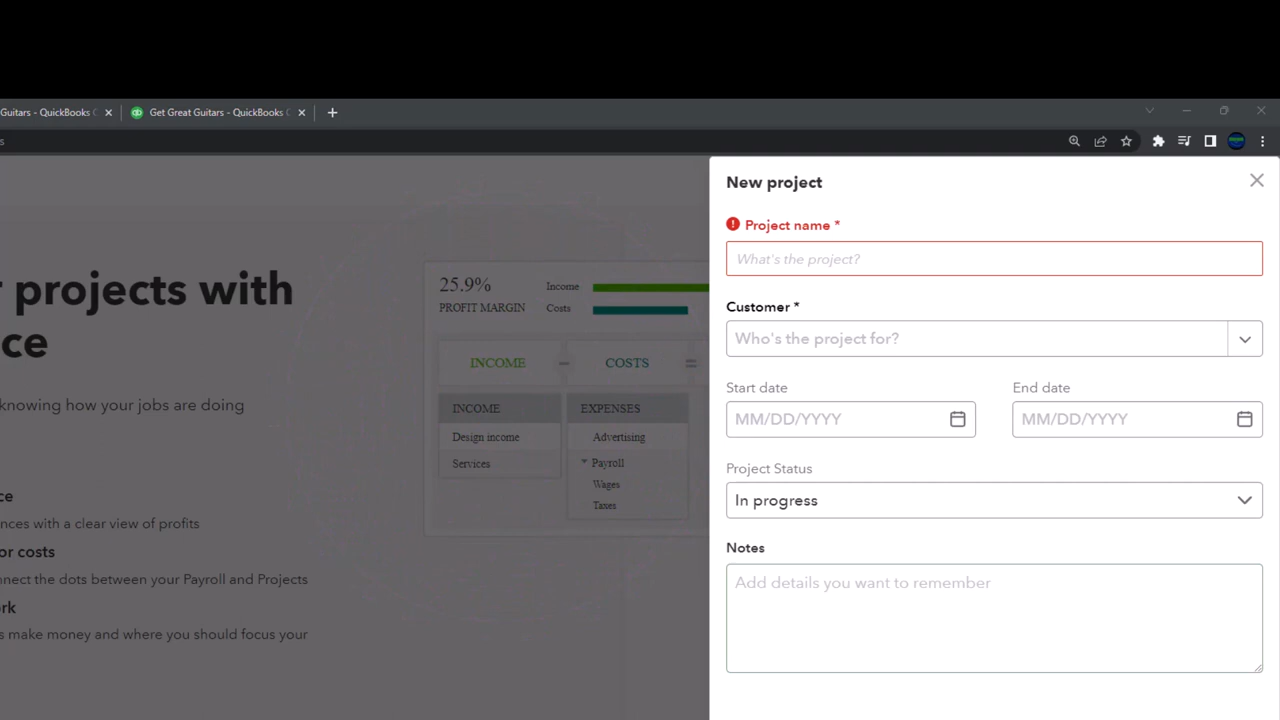 Guitars - QuickBooks
Get Great Guitars - QuickBooks
s
New project
Project name *
What's the project?
Customer *
Who's the project for?
Start date
End date
MM/DD/YYYY
MM/DD/YYYY
Project Status
In progress
Notes
Add details you want to remember
r projects with
ce
knowing how your jobs are doing
ce
nces with a clear view of profits
or costs
nnect the dots between your Payroll and Projects
rk
s make money and where you should focus your
25.9%
PROFIT MARGIN
Income
Costs
INCOME
COSTS
INCOME
EXPENSES
Design income
Advertising
Services
Payroll
Wages
Taxes